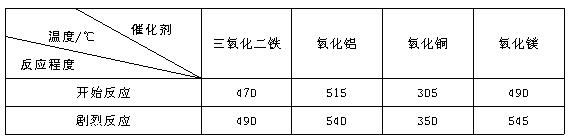 催化剂
温度/℃
反应程度
三氧化二铁 氧化铝 氧化铜 氧化镁
开始反应 470 515 305 490
剧烈反应 490 540 350 545